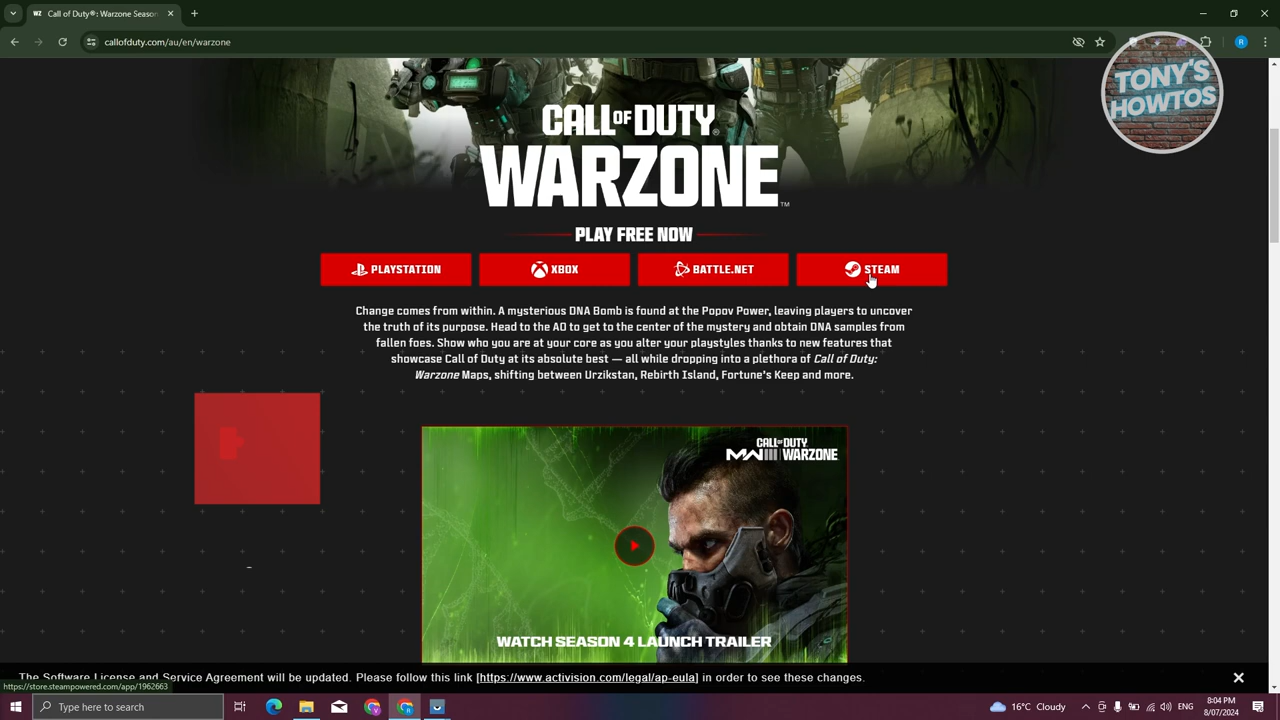 WZ Call of Duty®: Warzone Season
callofduty.com/au/en/warzone
R
TONY'S
HOWTOS
CALL OF DUTY®
WARZONE™
PLAY FREE NOW
PLAYSTATION
XBOX
BATTLE.NET
STEAM
Change comes from within. A mysterious DNA Bomb is found at the Popov Power, leaving players to uncover
the truth of its purpose. Head to the AO to get to the center of the mystery and obtain DNA samples from
fallen foes. Show who you are at your core as you alter your playstyles thanks to new features that
showcase Call of Duty at its absolute best — all while dropping into a plethora of Call of Duty:
Warzone Maps, shifting between Urzikstan, Rebirth Island, Fortune's Keep and more.
CALL OF DUTY
MWIII WARZONE
WATCH SEASON 4 LAUNCH TRAILER
The Software License and Service Agreement will be updated. Please follow this link [https://www.activision.com/legal/ap-eula] in order to see these changes.
https://store.steampowered.com/app/1962663
Type here to search
16°C Cloudy
ENG
8:04 PM
8/07/2024